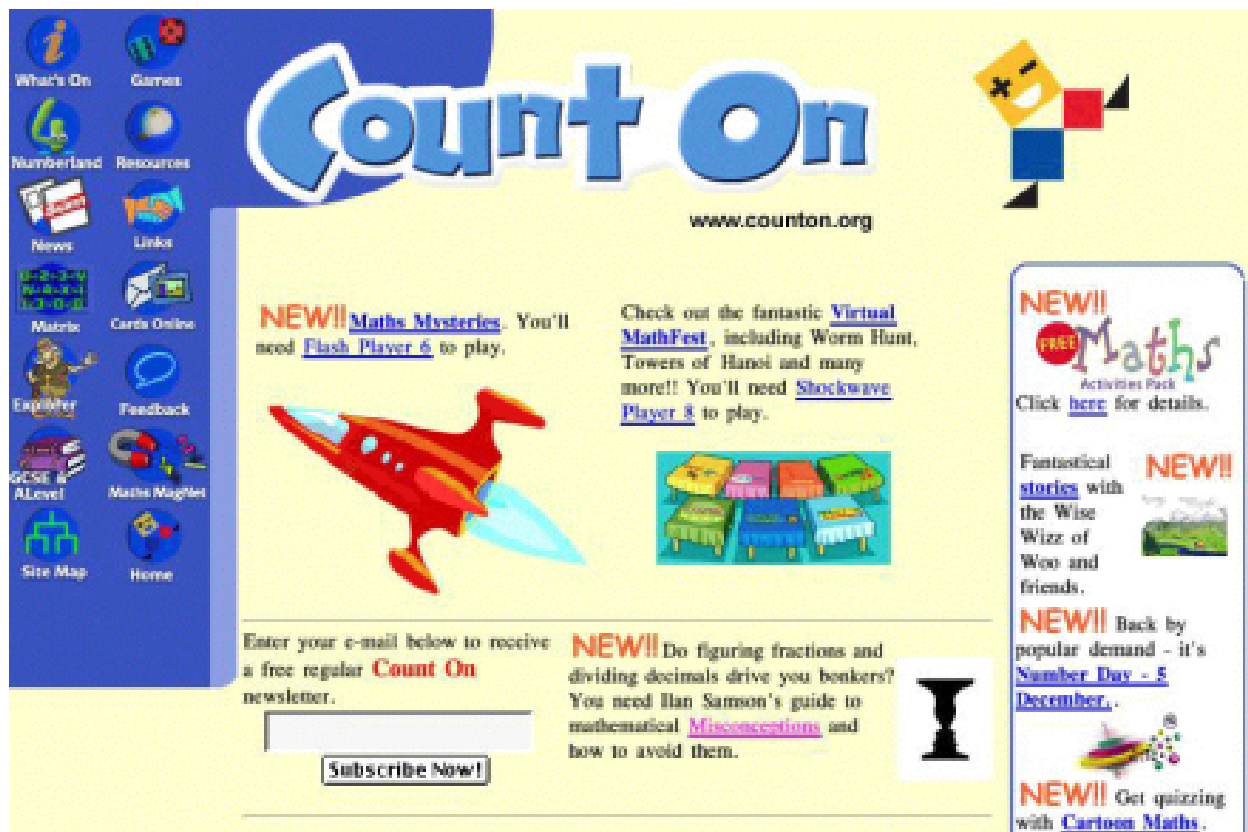 What's On
Games
Numberland
Resources
News
Links
Matrix
Cards Online
Explorer
Feedback
GCSE &
ALevel
Maths Magnets
Site Map
Home
Count On
www.counton.org
NEW!! Maths Mysteries. You'll
need Flash Player 6 to play.
Check out the fantastic Virtual
MathFest, including Worm Hunt,
Towers of Hanoi and many
more!! You'll need Shockwave
Player 8 to play.
Enter your e-mail below to receive
a free regular Count On
newsletter.
Subscribe Now!
NEW!! Do figuring fractions and
dividing decimals drive you bonkers?
You need Ilan Samson's guide to
mathematical Misconceptions and
how to avoid them.
NEW!!
FREE Maths
Activities Pack
Click here for details.
NEW!!
Fantastical
stories with
the Wise
Wizz of
Woo and
friends.
NEW!! Back by
popular demand - it's
Number Day - 5
December..
NEW!! Get quizzing
with Cartoon Maths.